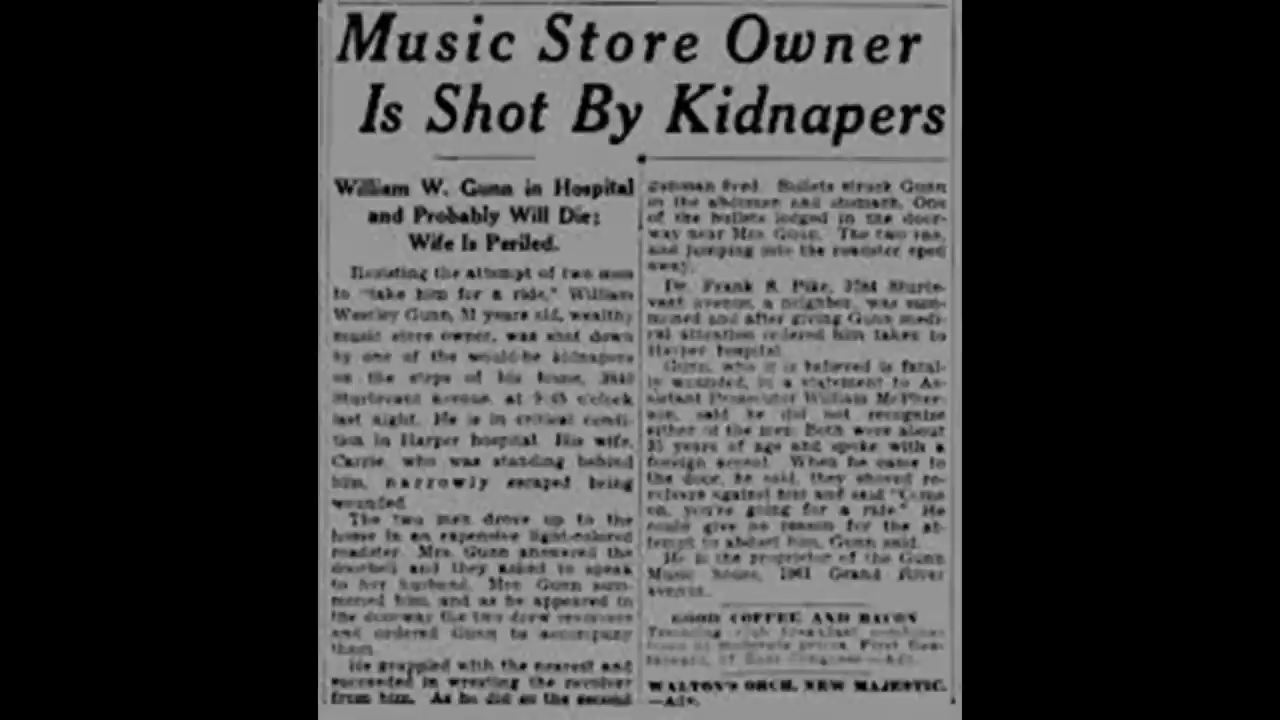 Music Store Owner
Is Shot By Kidnapers
William W. Gunn in Hospital
and Probably Will Die;
Wife Is Periled.
Resisting the attempt of two men
to "take him for a ride," William
Westley Gunn, 51 years old, wealthy
music store owner, was shot down
by one of the would-be kidnapers
on the steps of his home,
Sturtevant avenue, at 9:45 o'clock
last night. He is in critical condi-
tion in Harper hospital. His wife,
Carrie, who was standing behind
him, narrowly escaped being
wounded.
The two men drove up to the
home in an expensive light-colored
roadster. Mrs. Gunn answered the
doorbell and they asked to speak
to her husband. Mrs. Gunn sum-
moned him, and as he appeared in
the doorway the two drew revolvers
and ordered Gunn to accompany
them.
He grappled with the nearest and
succeeded in wresting the revolver
from him. As he did so the second
gunman fired. Bullets struck Gunn
in the abdomen and stomach. One
of the bullets lodged in the door-
way near Mrs. Gunn. The two ran,
and jumping into the roadster sped
away.
Dr. Frank S. Pike, Sturte-
vant avenue, a neighbor, was sum-
moned and after giving Gunn medi-
cal attention ordered him taken to
Harper hospital.
Gunn, who it is believed is fatal-
ly wounded, in a statement to As-
sistant Prosecutor William McPher-
son, said he did not recognize
either of the men. Both were about
35 years of age and spoke with a
foreign accent. When he came to
the door, he said, they shoved re-
volvers against him and said "Come
on, you're going for a ride." He
could give no reason for the at-
tempt to abduct him, Gunn said.
He is the proprietor of the Gunn
Music house, 1961 Grand River
avenue.
GOOD COFFEE AND BACON
WALTON'S ORCH. NEW MAJESTIC.
—Adv.